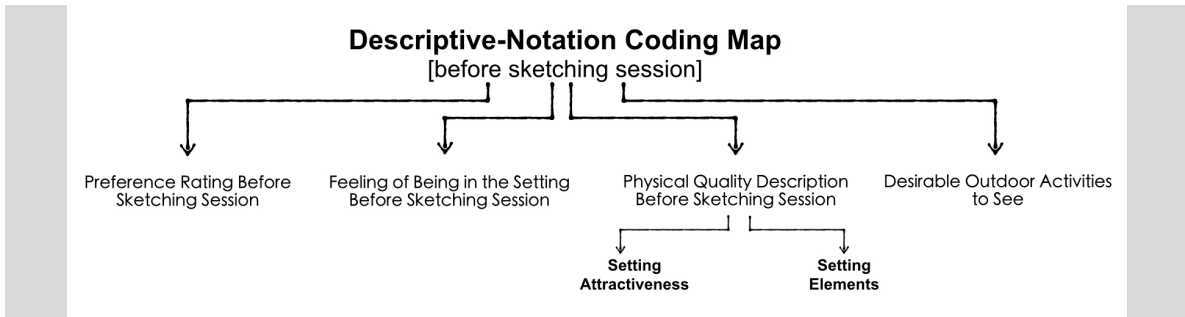 Descriptive-Notation Coding Map
[before sketching session]
Preference Rating Before
Sketching Session
Feeling of Being in the Setting
Before Sketching Session
Physical Quality Description
Before Sketching Session
Desirable Outdoor Activities
to See
Setting
Attractiveness
Setting
Elements